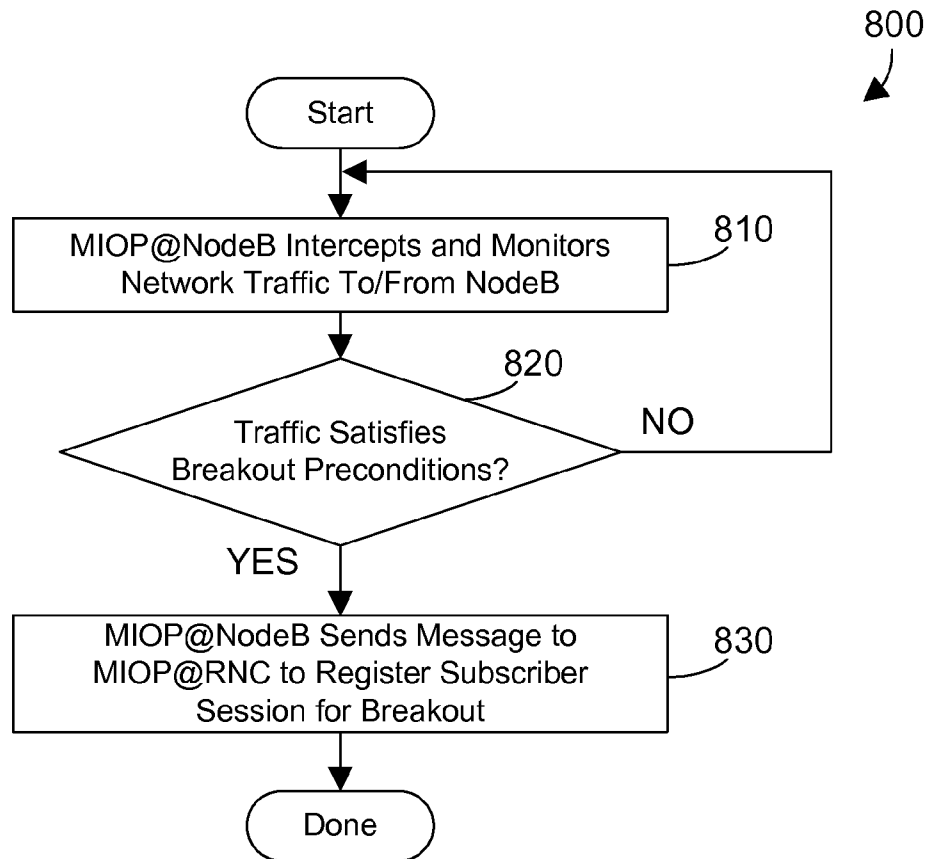 800
Start
MIOP@NodeB Intercepts and Monitors
Network Traffic To/From NodeB
810
820
Traffic Satisfies
Breakout Preconditions?
NO
YES
MIOP@NodeB Sends Message to
MIOP@RNC to Register Subscriber
Session for Breakout
830
Done